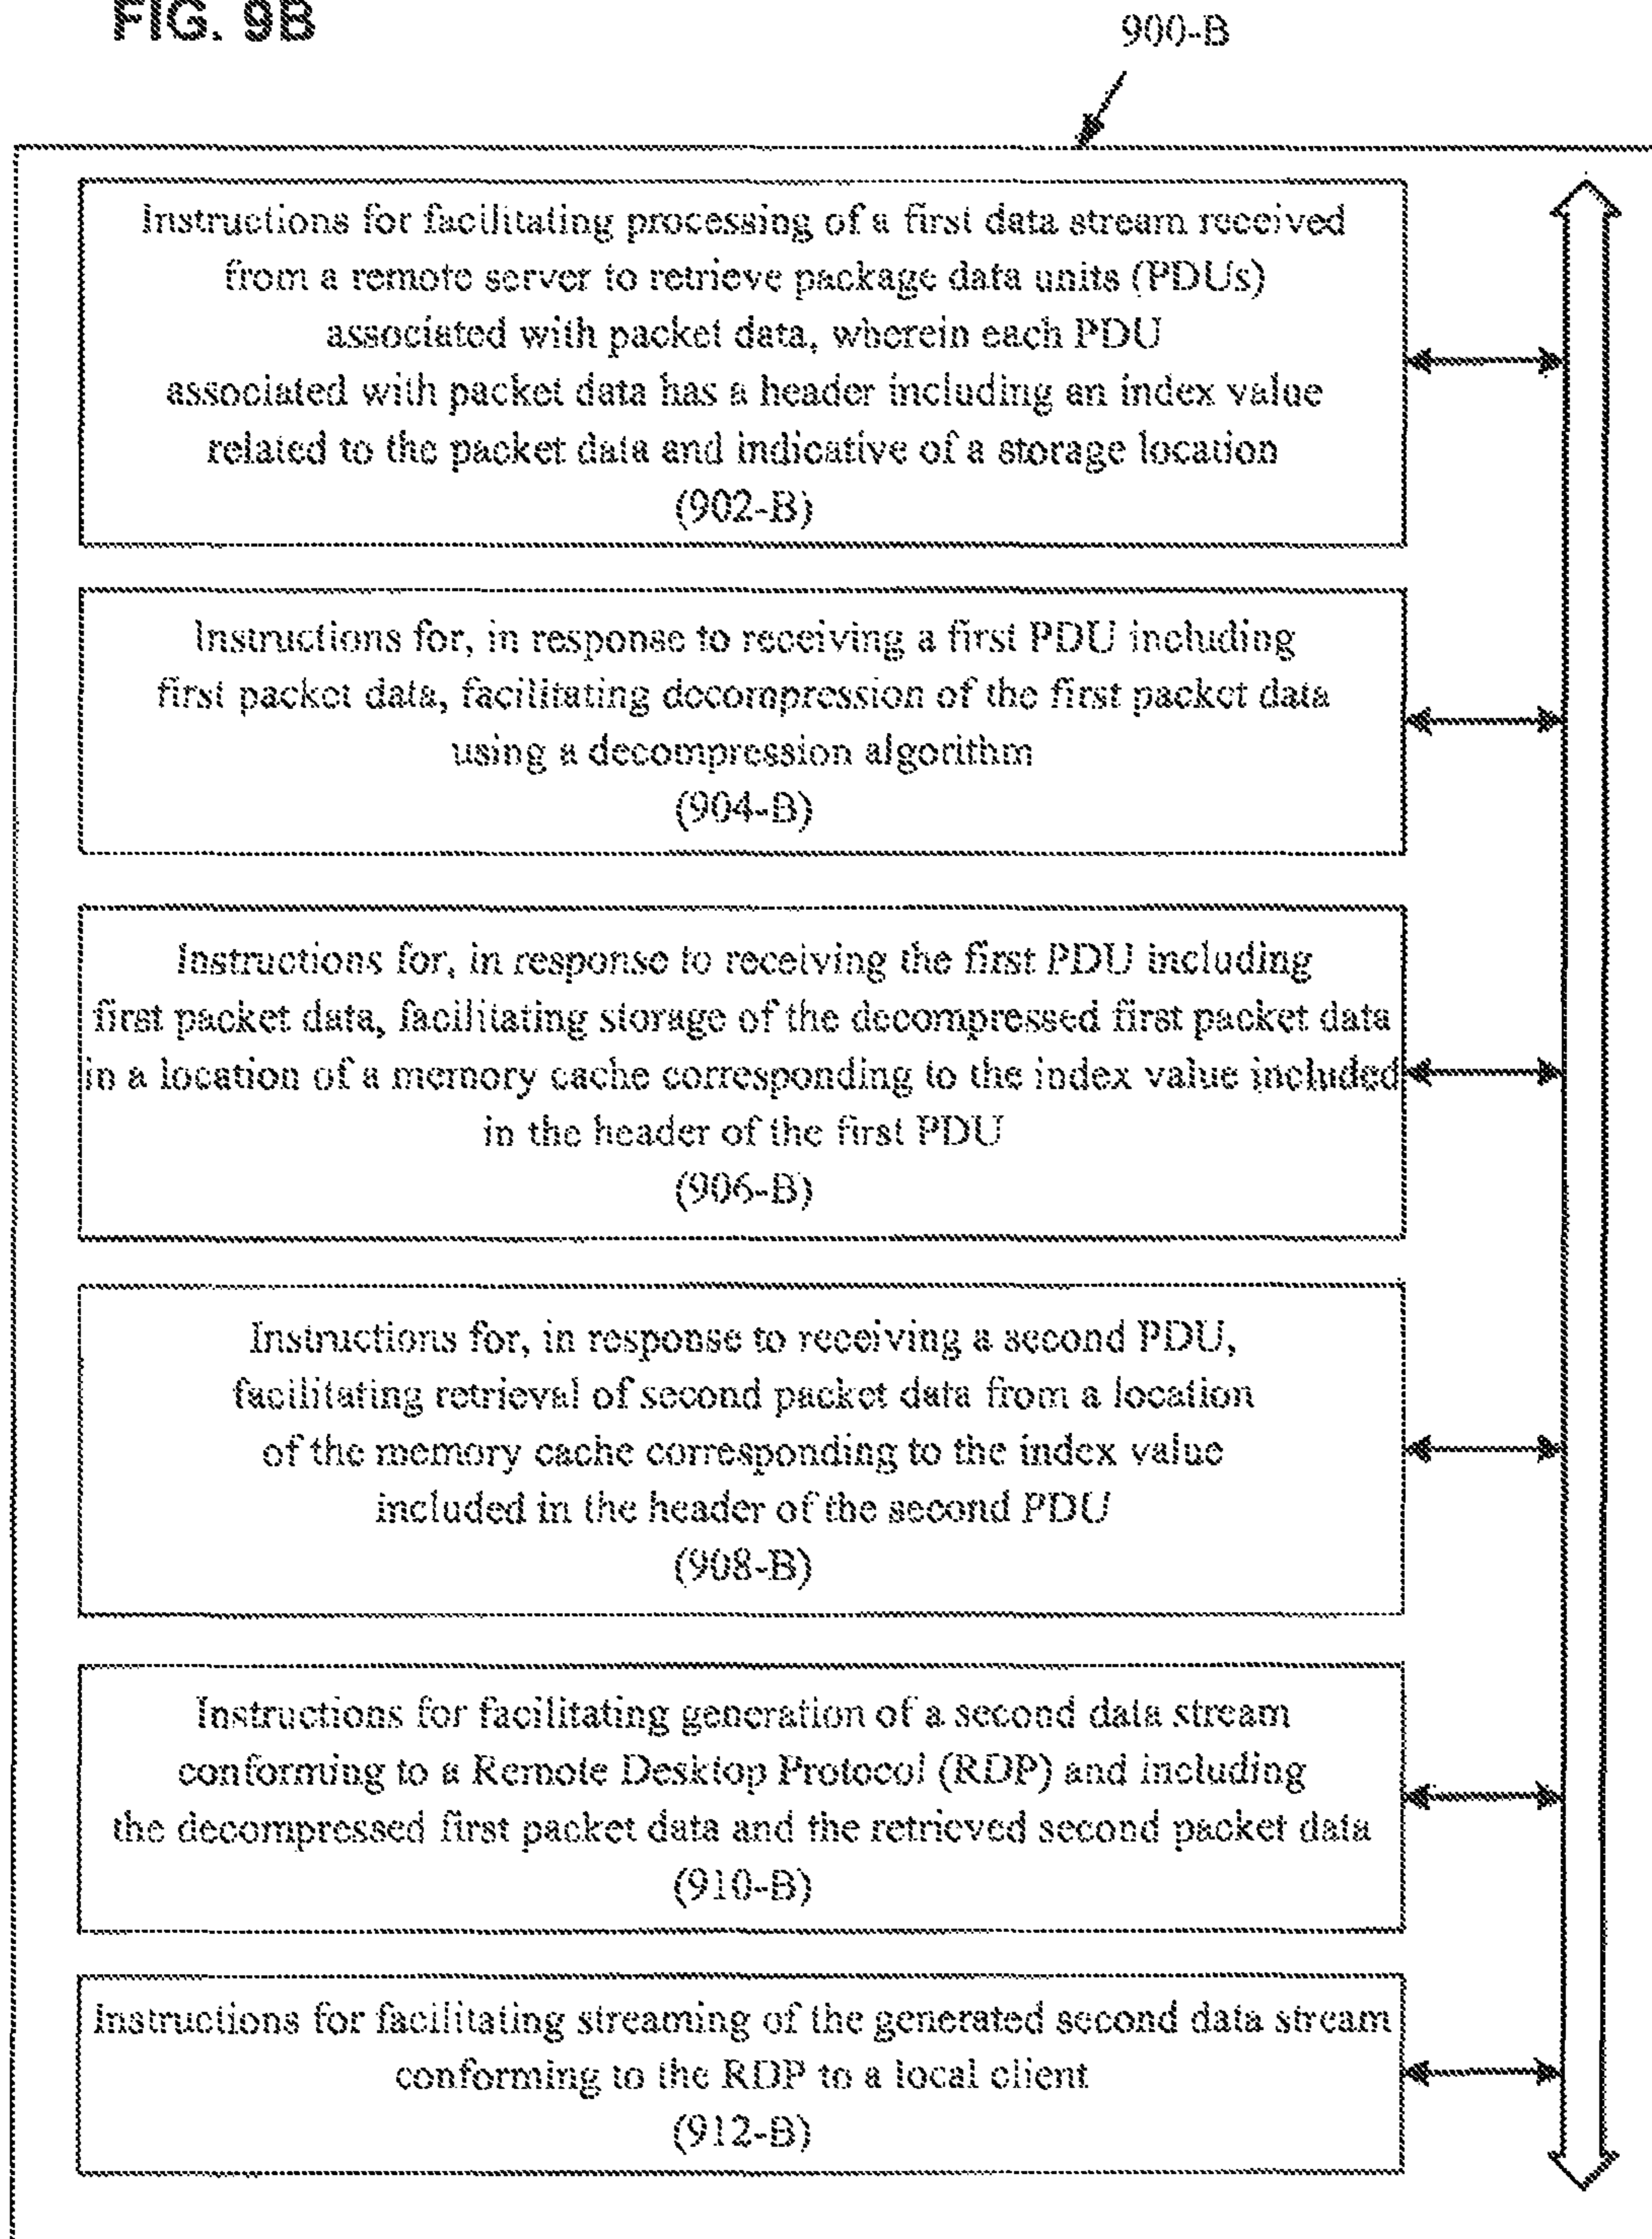 FIG. 9B
900-B
Instructions for facilitating processing of a first data stream received
from a remote server to retrieve package data units (PDUs)
associated with packet data, wherein each PDU
associated with packet data has a header including an index value
related to the packet data and indicative of a storage location
(902-B)
Instructions for, in response to receiving a first PDU including
first packet data, facilitating decompression of the first packet data
using a decompression algorithm
(904-B)
Instructions for, in response to receiving the first PDU including
first packet data, facilitating storage of the decompressed first packet data
in a location of a memory cache corresponding to the index value included
in the header of the first PDU
(906-B)
Instructions for, in response to receiving a second PDU,
facilitating retrieval of second packet data from a location
of the memory cache corresponding to the index value
included in the header of the second PDU
(908-B)
Instructions for facilitating generation of a second data stream
conforming to a Remote Desktop Protocol (RDP) and including
the decompressed first packet data and the retrieved second packet data
(910-B)
Instructions for facilitating streaming of the generated second data stream
conforming to the RDP to a local client
(912-B)